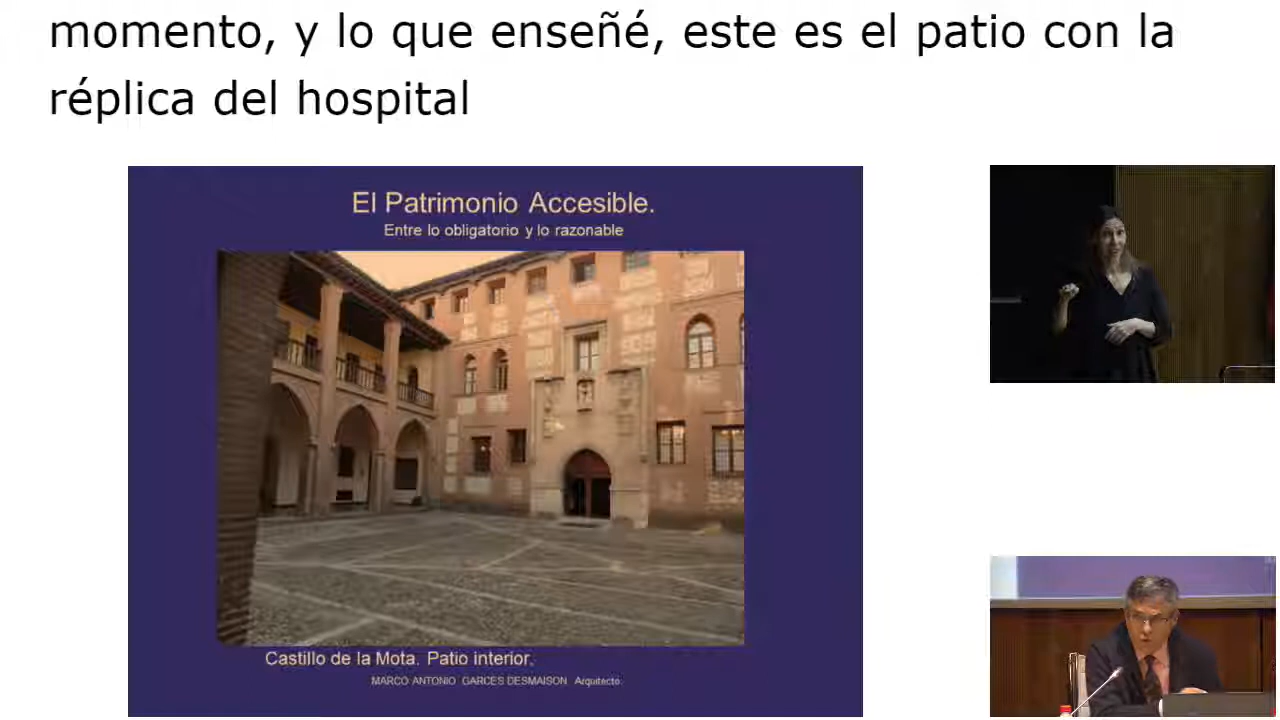 momento, y lo que enseñé, este es el patio con la
réplica del hospital
El Patrimonio Accesible.
Entre lo obligatorio y lo razonable
Castillo de la Mota. Patio interior.
MARCO ANTONIO GARCES DESMAISON Arquitecto.